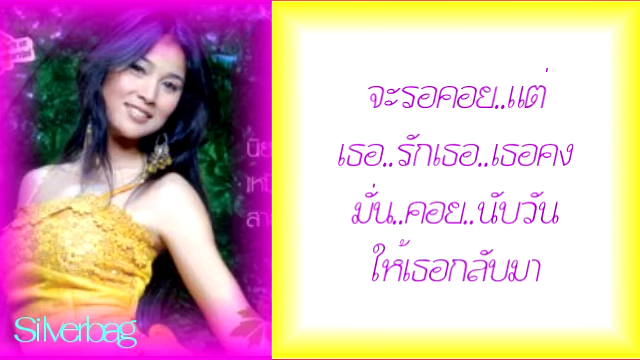 จะรอคอย..แต่
เธอ..รักเธอ..เธอคง
มั่น..คอย..นับวัน
ให้เธอกลับมา
Silverbag